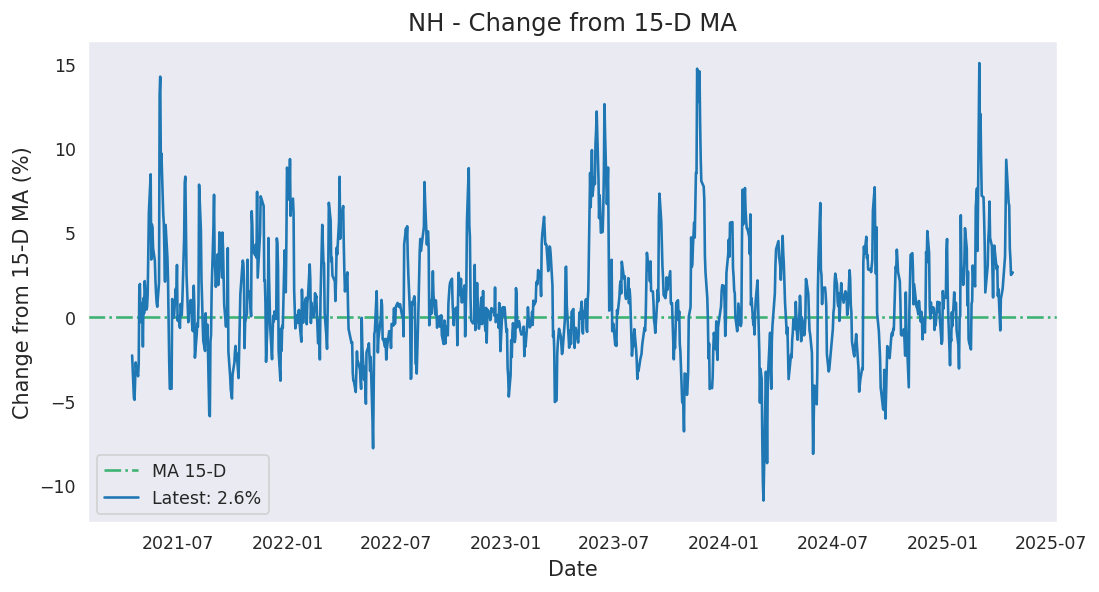 NH - Change from 15-D MA
Change from 15-D MA (%)
15
10
5
0
−5
−10
MA 15-D
Latest: 2.6%
2021-07 2022-01 2022-07 2023-01 2023-07 2024-01 2024-07 2025-01 2025-07
Date